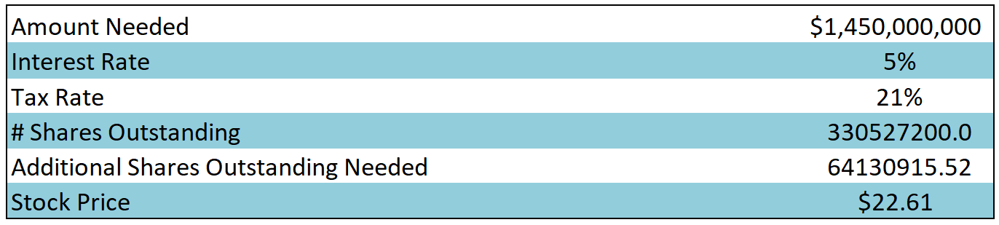 Amount Needed $1,450,000,000
Interest Rate 5%
Tax Rate 21%
# Shares Outstanding 330527200.0
Additional Shares Outstanding Needed 64130915.52
Stock Price $22.61